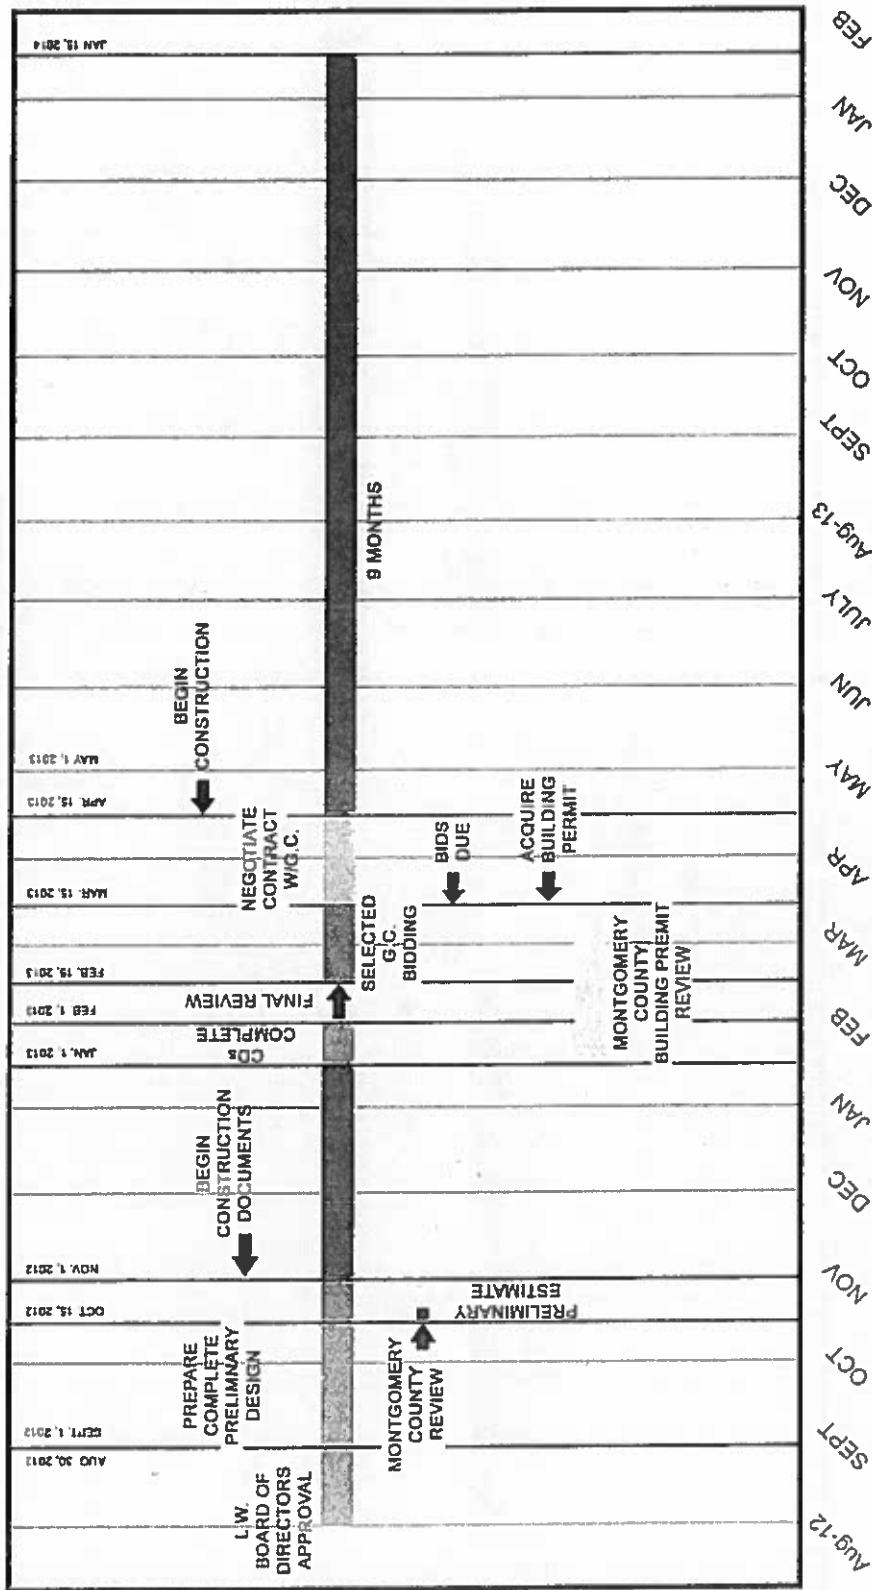 AUG 30, 2012
SEPT. 1, 2012
OCT 15, 2012
NOV. 1, 2012
JAN. 1, 2013
FEB. 1, 2013
FEB. 15, 2013
MAR. 15, 2013
APR. 15, 2013
MAY 1, 2013
JAN 15, 2014
L.W.
BOARD OF
DIRECTORS
APPROVAL
PREPARE
COMPLETE
PRELIMNARY
DESIGN
BEGIN
CONSTRUCTION
DOCUMENTS
CDs
COMPLETE
FINAL REVIEW
NEGOTIATE
CONTRACT
W/G.C.
BEGIN
CONSTRUCTION
MONTGOMERY
COUNTY
REVIEW
PRELIMINARY
ESTIMATE
SELECTED
G.C.
BIDDING
BIDS
DUE
ACQUIRE
BUILDING
PERMIT
MONTGOMERY
COUNTY
BUILDING PREMIT
REVIEW
9 MONTHS
Aug-12
SEPT
OCT
NOV
DEC
JAN
FEB
MAR
APR
MAY
JUN
JULY
Aug-13
SEPT
OCT
NOV
DEC
JAN
FEB